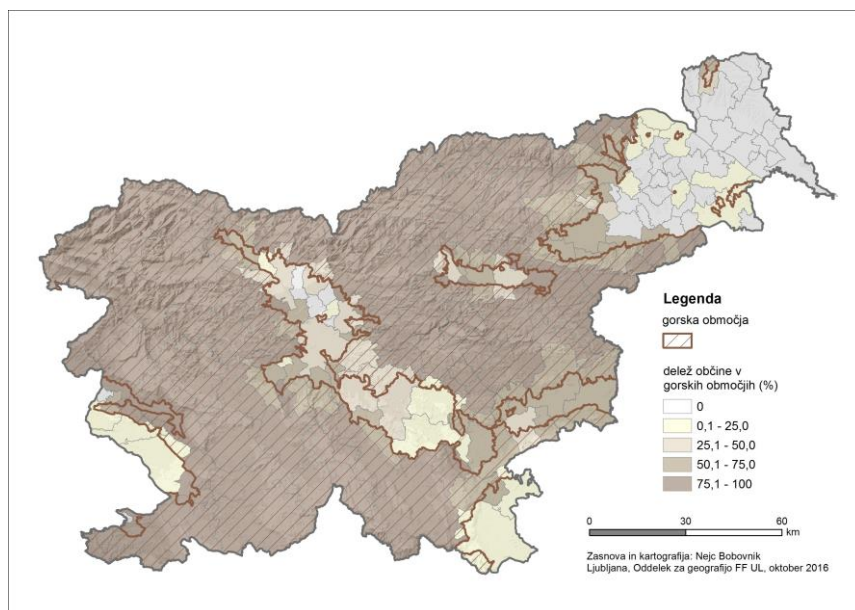 Legenda
gorska območja
delež občine v
gorskih območjih (%)
0
0,1 - 25,0
25,1 - 50,0
50,1 - 75,0
75,1 - 100
0 30 60
km
Zasnova in kartografija: Nejc Bobovnik
Ljubljana, Oddelek za geografijo FF UL, oktober 2016